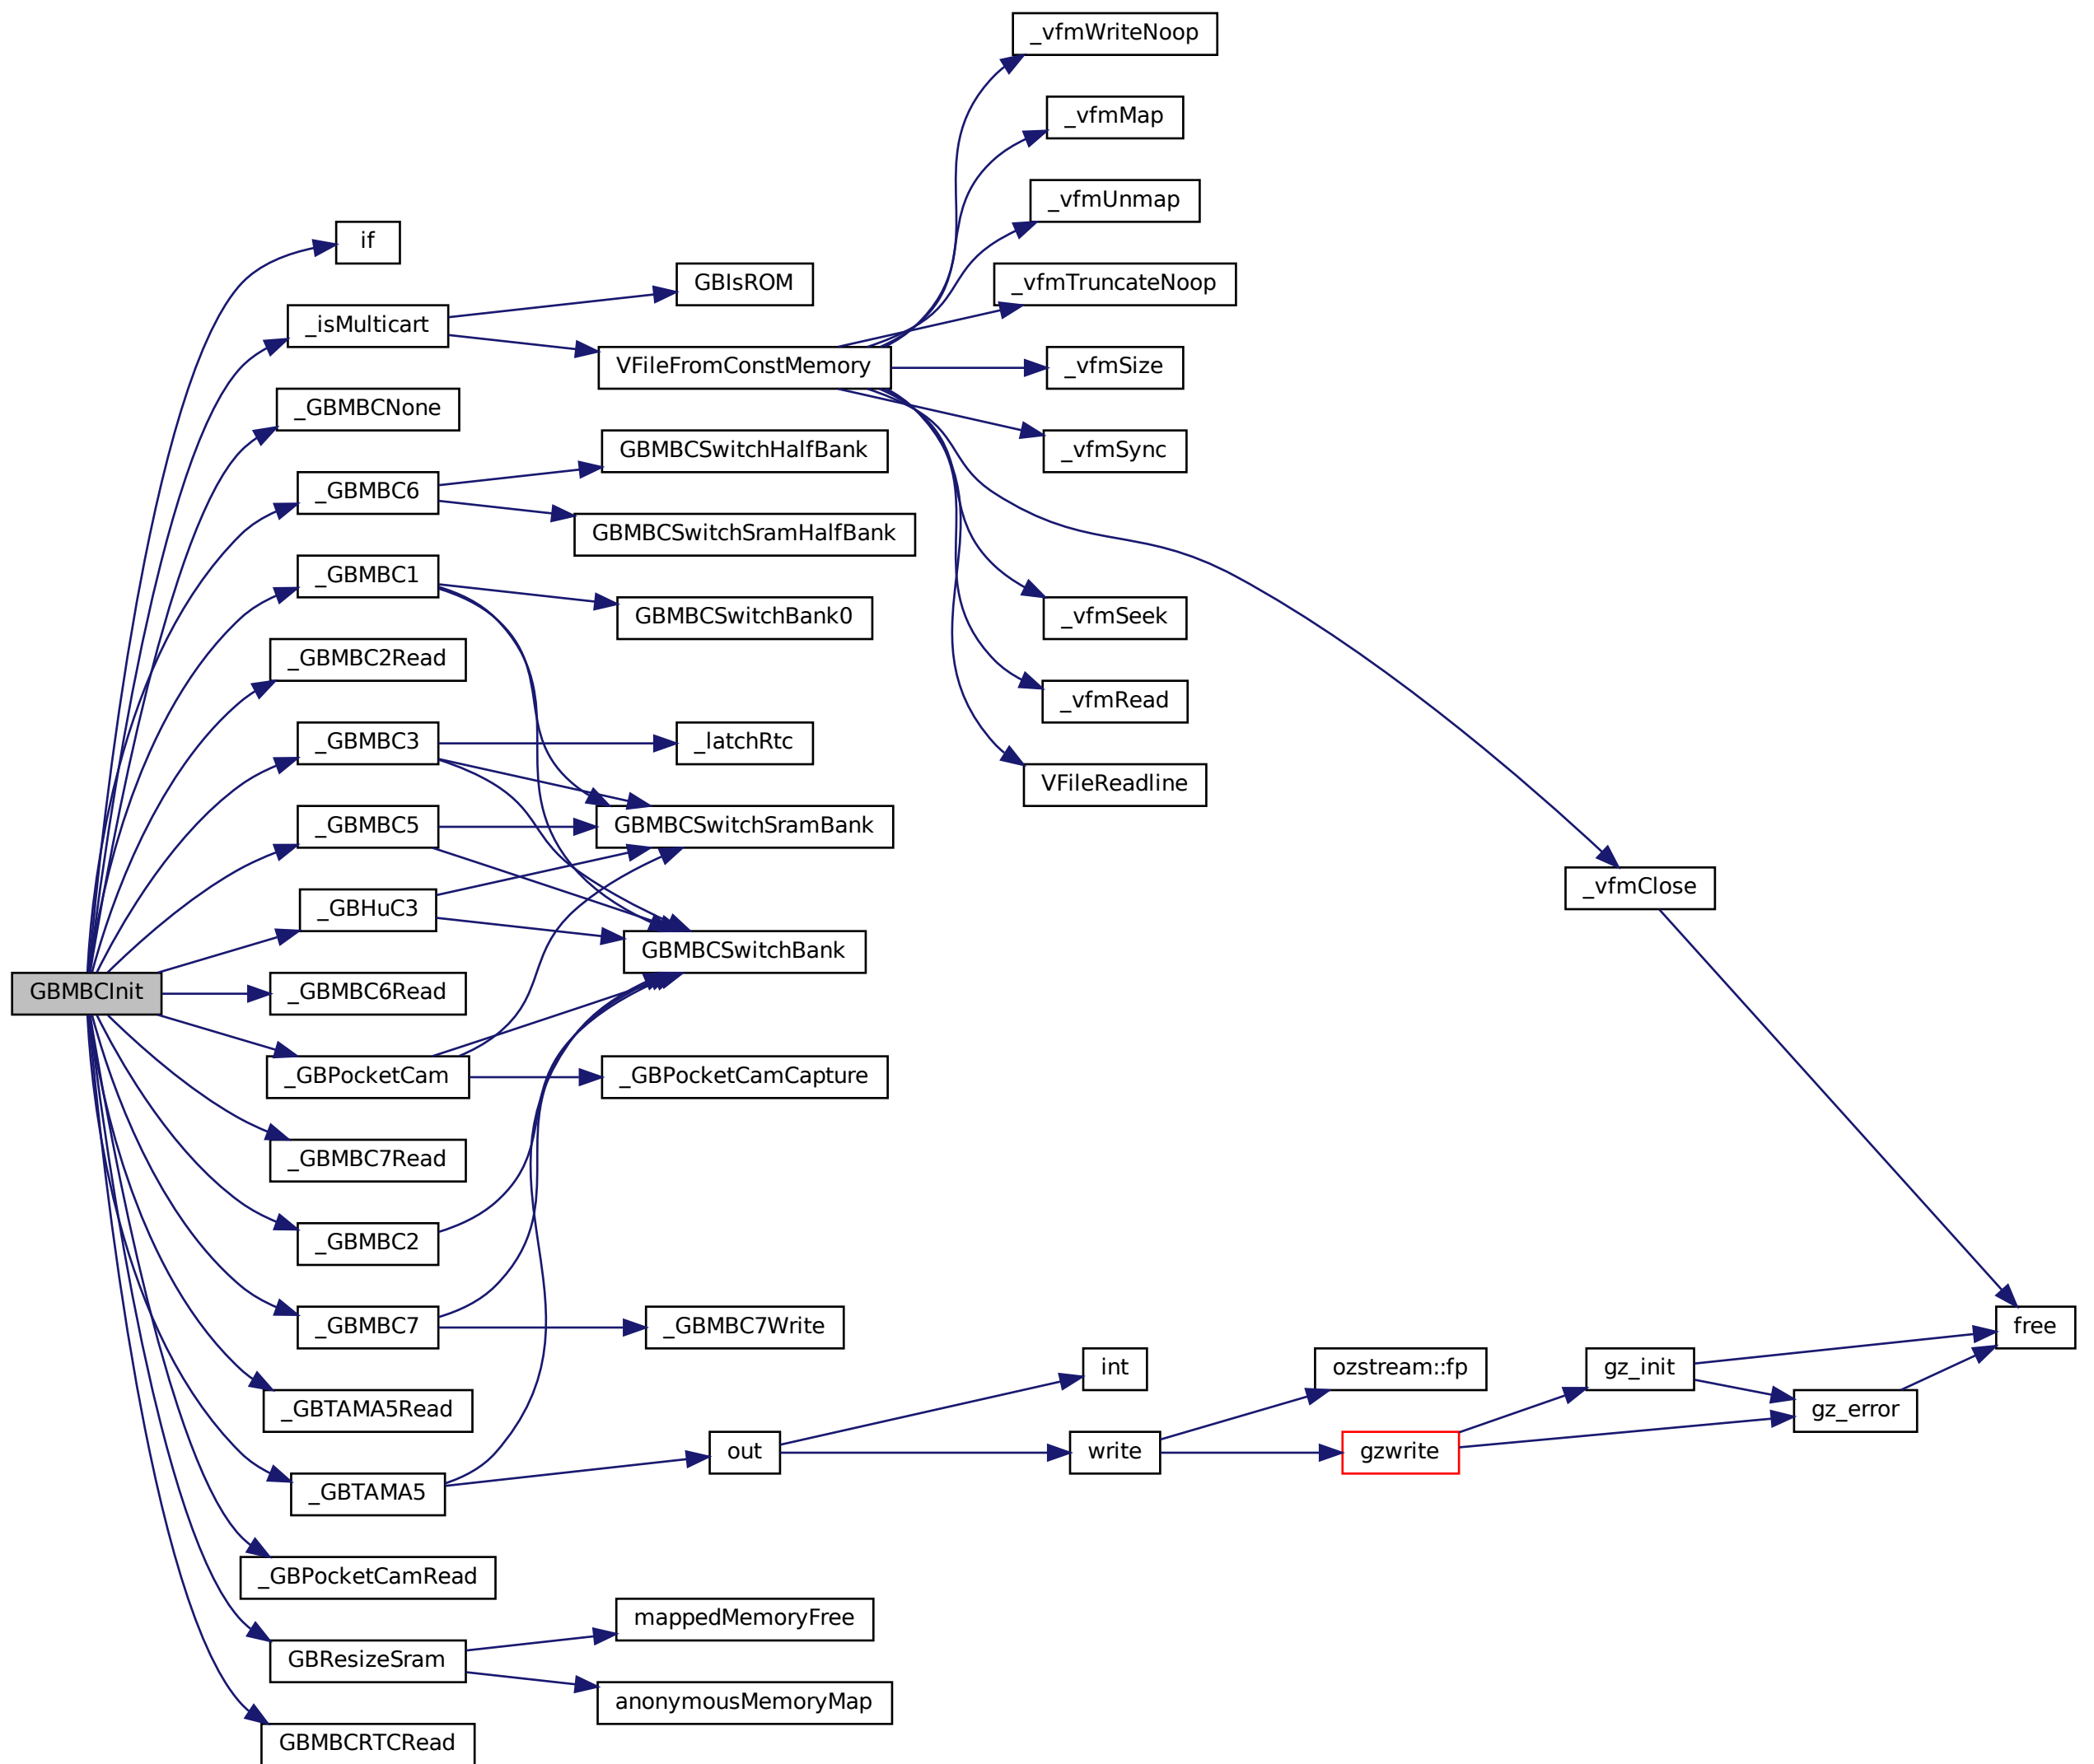 _vfmWriteNoop
_vfmMap
_vfmUnmap
if
_vfmTruncateNoop
GBIsROM
_isMulticart
VFileFromConstMemory
_vfmSize
_GBMBCNone
_vfmSync
GBMBCSwitchHalfBank
_GBMBC6
GBMBCSwitchSramHalfBank
_GBMBC1
GBMBCSwitchBank0
_vfmSeek
_GBMBC2Read
_vfmRead
_GBMBC3
_latchRtc
VFileReadline
_GBMBC5
GBMBCSwitchSramBank
_vfmClose
_GBHuC3
GBMBCSwitchBank
GBMBCInit
_GBMBC6Read
_GBPocketCam
_GBPocketCamCapture
_GBMBC7Read
_GBMBC2
_GBMBC7
_GBMBC7Write
free
int
ozstream::fp
gz_init
_GBTAMA5Read
gz_error
out
write
gzwrite
_GBTAMA5
_GBPocketCamRead
mappedMemoryFree
GBResizeSram
anonymousMemoryMap
GBMBCRTCRead